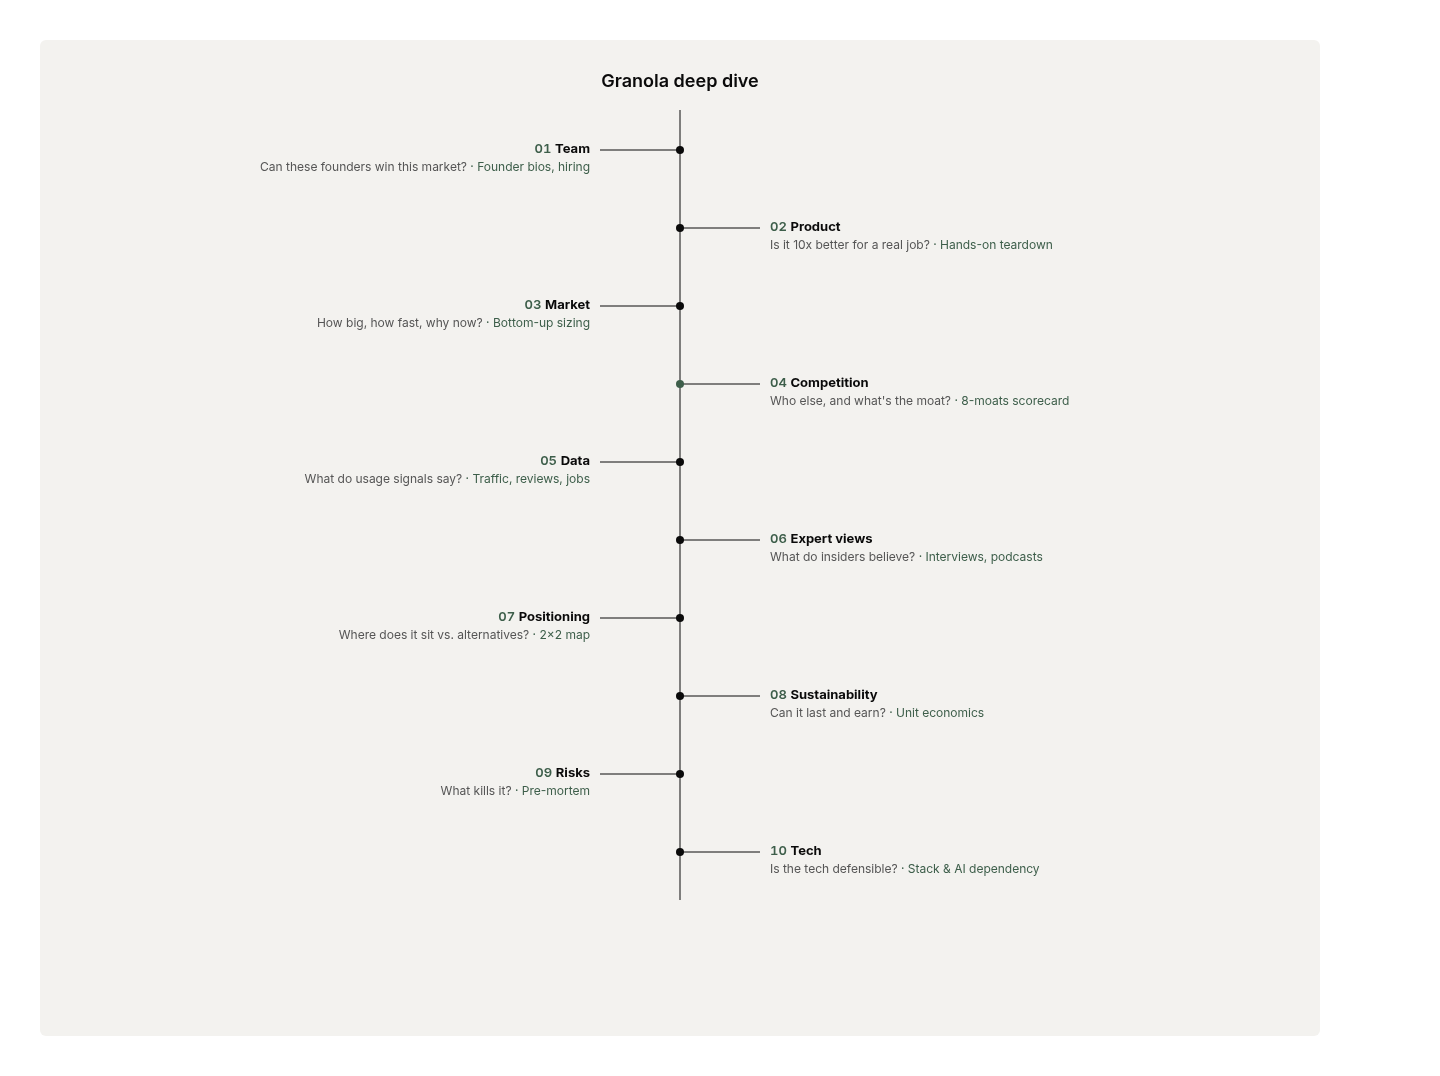 Granola deep dive
01 Team
Can these founders win this market? · Founder bios, hiring
02 Product
Is it 10x better for a real job? · Hands-on teardown
03 Market
How big, how fast, why now? · Bottom-up sizing
04 Competition
Who else, and what's the moat? · 8-moats scorecard
05 Data
What do usage signals say? · Traffic, reviews, jobs
06 Expert views
What do insiders believe? · Interviews, podcasts
07 Positioning
Where does it sit vs. alternatives? · 2×2 map
08 Sustainability
Can it last and earn? · Unit economics
09 Risks
What kills it? · Pre-mortem
10 Tech
Is the tech defensible? · Stack & AI dependency